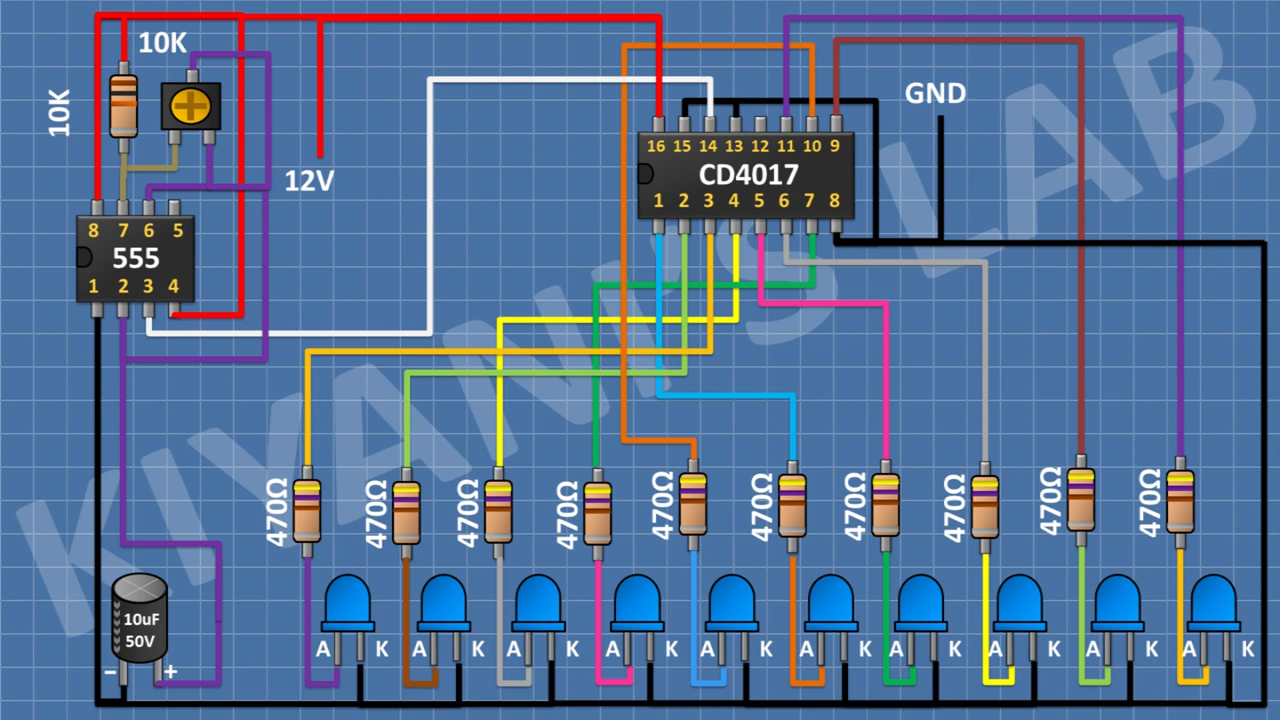 10K
10K
12V
GND
8 7 6 5
555
1 2 3 4
16 15 14 13 12 11 10 9
CD4017
1 2 3 4 5 6 7 8
KIYANI'S LAB
470Ω 470Ω 470Ω 470Ω 470Ω 470Ω 470Ω 470Ω 470Ω 470Ω
10uF
50V
- +
A K A K A K A K A K A K A K A K A K A K